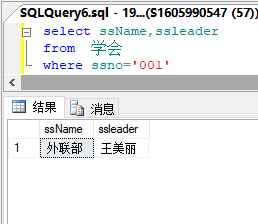 SQLQuery6.sql - 19...(S1605990547 (57))*
select ssName,ssleader
from 学会
where ssno='001'
结果 消息
ssName ssleader
1 外联部 王美丽